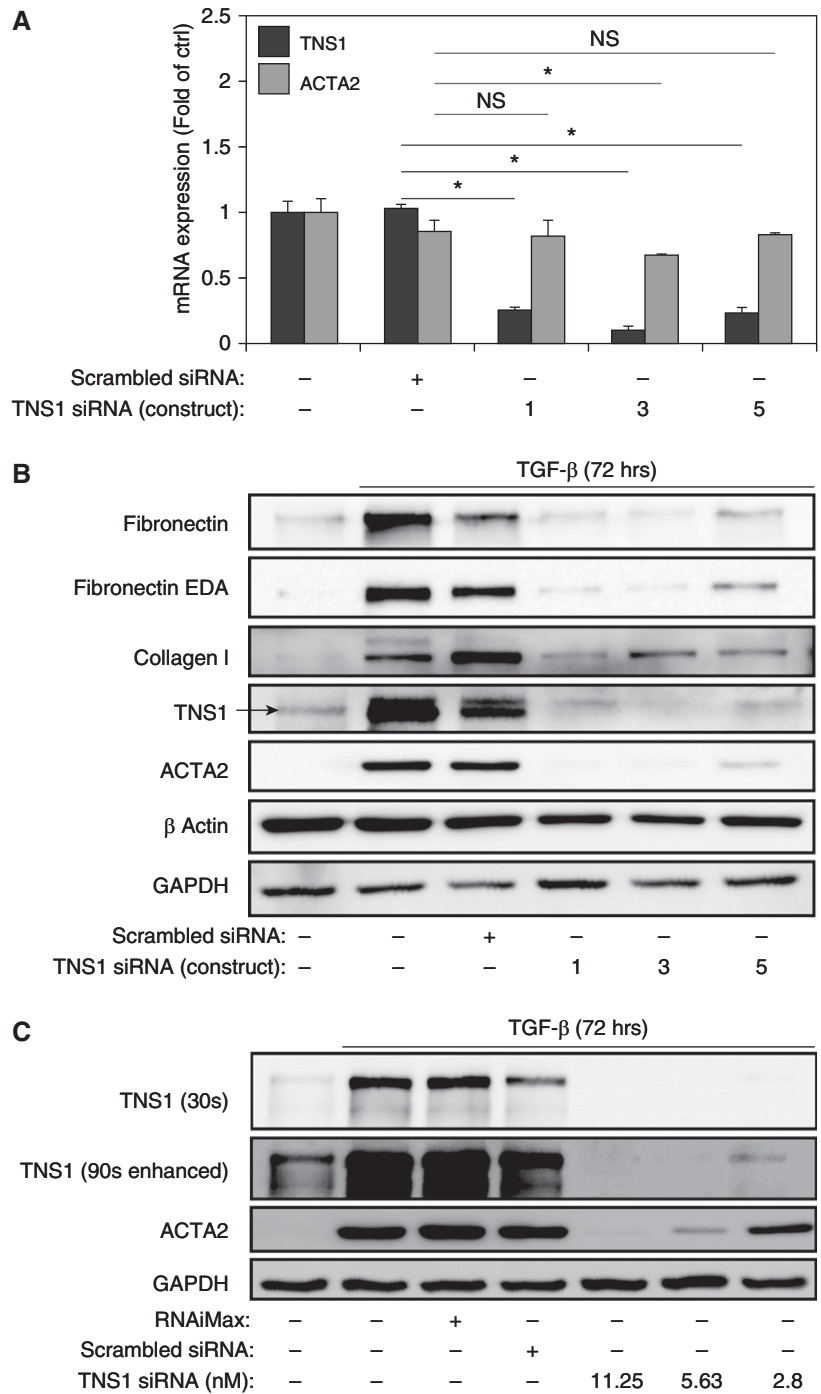 A
mRNA expression (Fold of ctrl)
2.5
2
1.5
1
0.5
0
TNS1
ACTA2
NS
*
NS
*
*
*
Scrambled siRNA: – + – – –
TNS1 siRNA (construct): – – 1 3 5
B
TGF-β (72 hrs)
Fibronectin
Fibronectin EDA
Collagen I
TNS1
ACTA2
β Actin
GAPDH
Scrambled siRNA: – – + – – –
TNS1 siRNA (construct): – – – 1 3 5
C
TGF-β (72 hrs)
TNS1 (30s)
TNS1 (90s enhanced)
ACTA2
GAPDH
RNAiMax: – – + – – – –
Scrambled siRNA: – – – + – – –
TNS1 siRNA (nM): – – – – 11.25 5.63 2.8